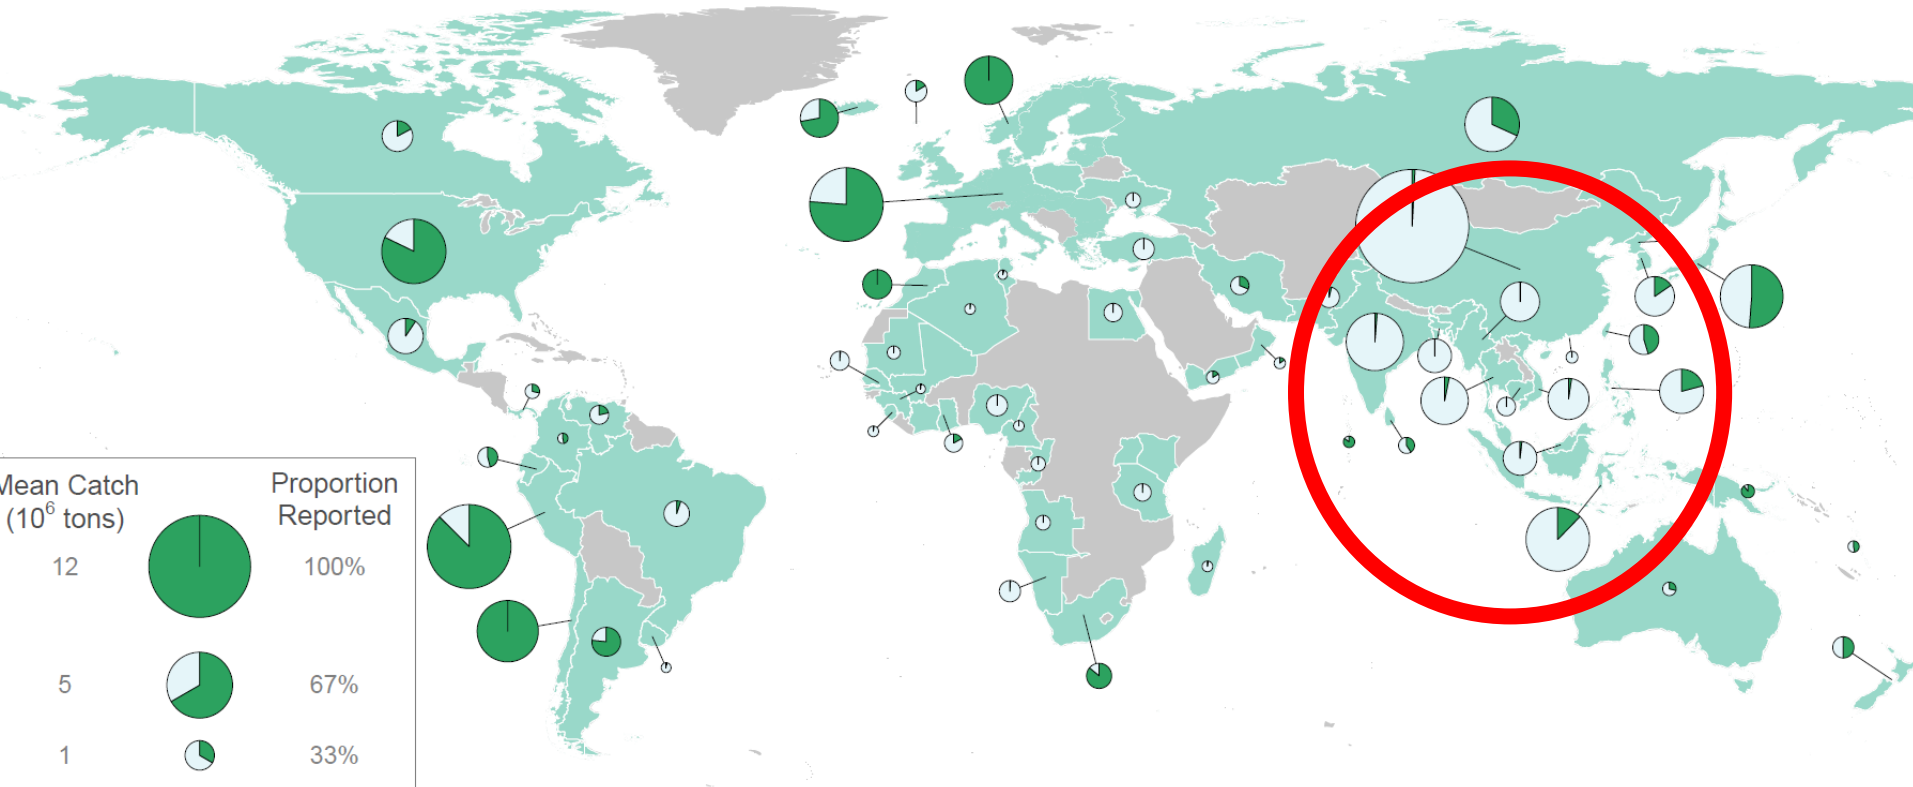 Mean Catch
(10⁶ tons)
Proportion
Reported
12
100%
5
67%
1
33%